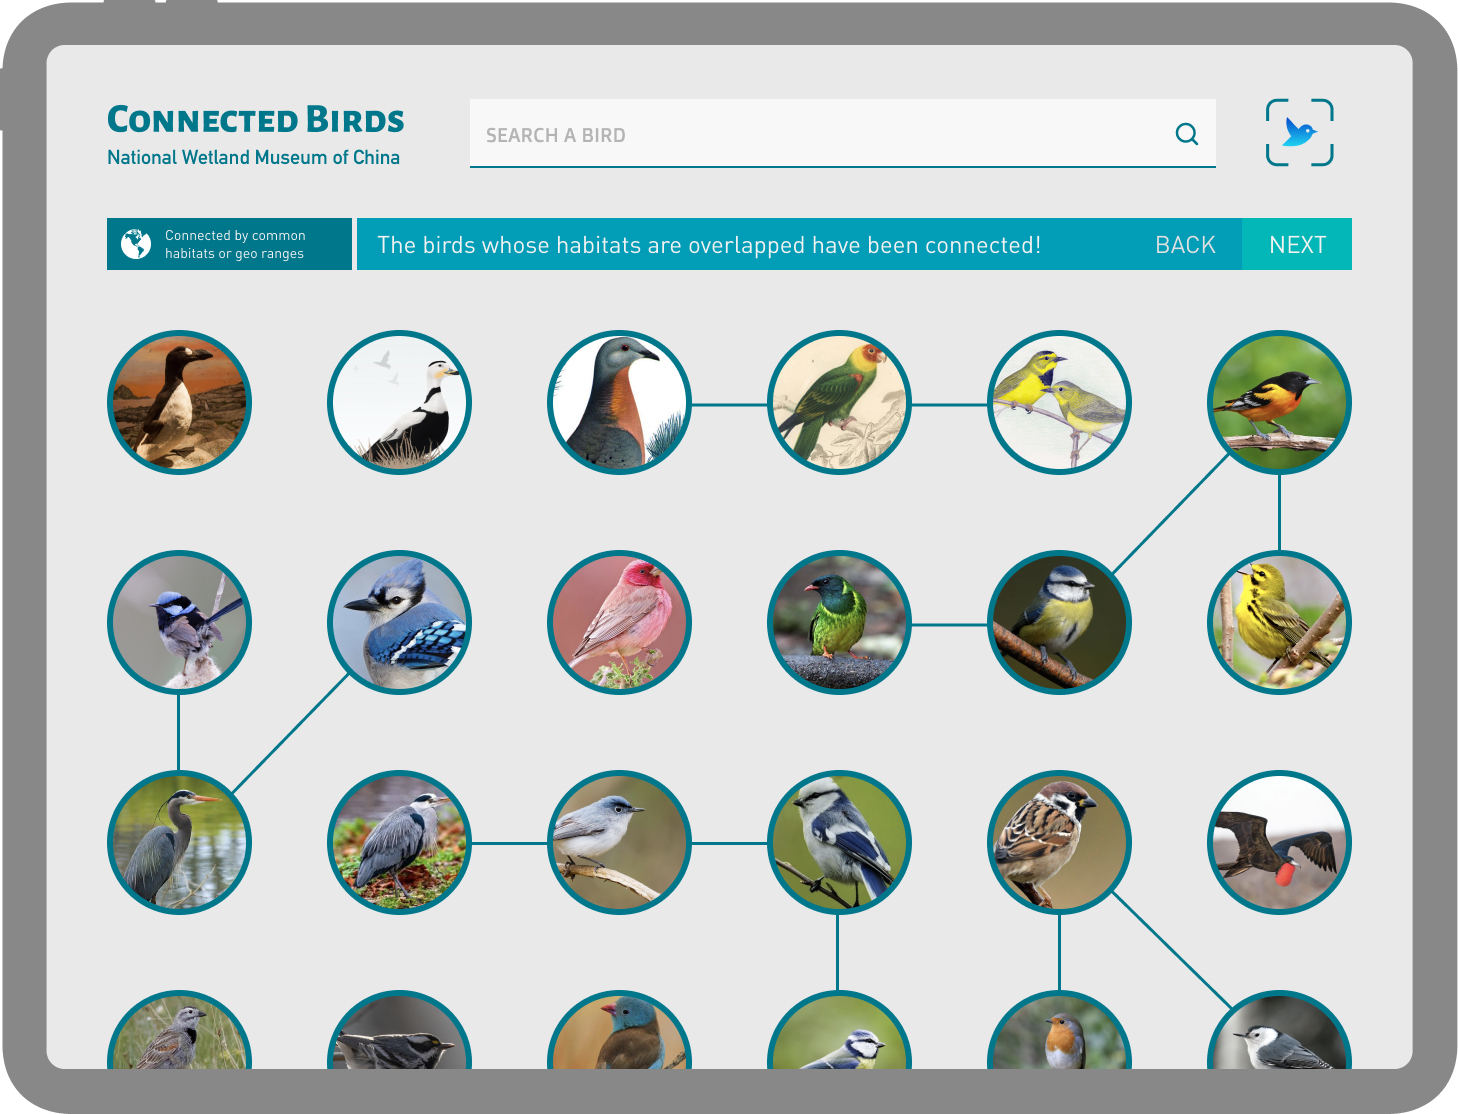 CONNECTED BIRDS
National Wetland Museum of China
SEARCH A BIRD
Connected by common
habitats or geo ranges
The birds whose habitats are overlapped have been connected!
BACK
NEXT